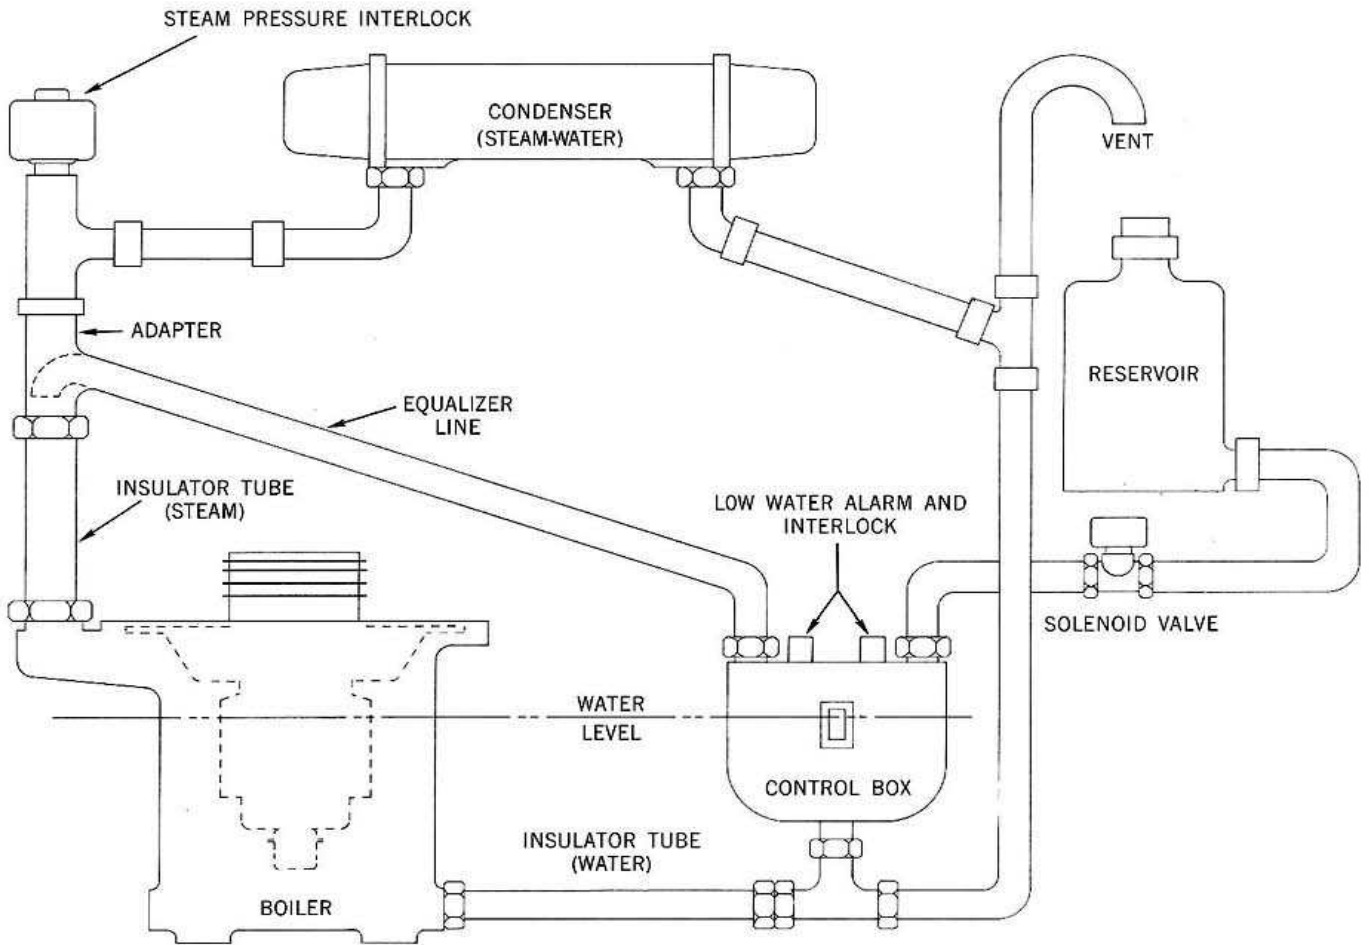 STEAM PRESSURE INTERLOCK
CONDENSER
(STEAM-WATER)
VENT
ADAPTER
RESERVOIR
EQUALIZER
LINE
INSULATOR TUBE
(STEAM)
LOW WATER ALARM AND
INTERLOCK
SOLENOID VALVE
WATER
LEVEL
CONTROL BOX
INSULATOR TUBE
(WATER)
BOILER